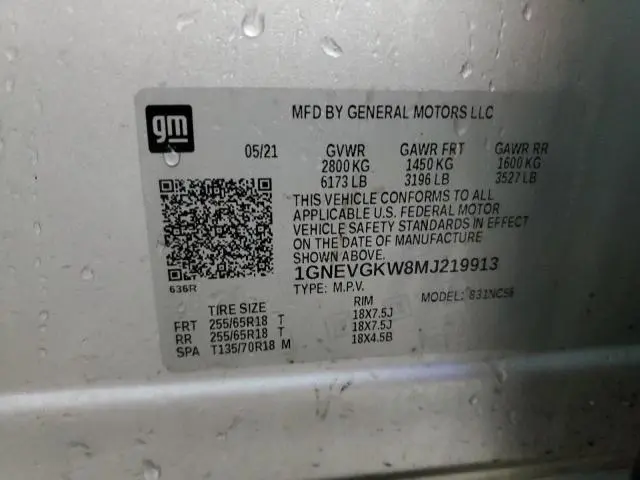 gm
MFD BY GENERAL MOTORS LLC
05/21 GVWR GAWR FRT GAWR RR
2800 KG 1450 KG 1600 KG
6173 LB 3196 LB 3527 LB
THIS VEHICLE CONFORMS TO ALL
APPLICABLE U.S. FEDERAL MOTOR
VEHICLE SAFETY STANDARDS IN EFFECT
ON THE DATE OF MANUFACTURE
SHOWN ABOVE.
1GNEVGKW8MJ219913
636R TYPE: M.P.V. MODEL: 831NC56
TIRE SIZE RIM
FRT 255/65R18 T 18X7.5J
RR 255/65R18 T 18X7.5J
SPA T135/70R18 M 18X4.5B